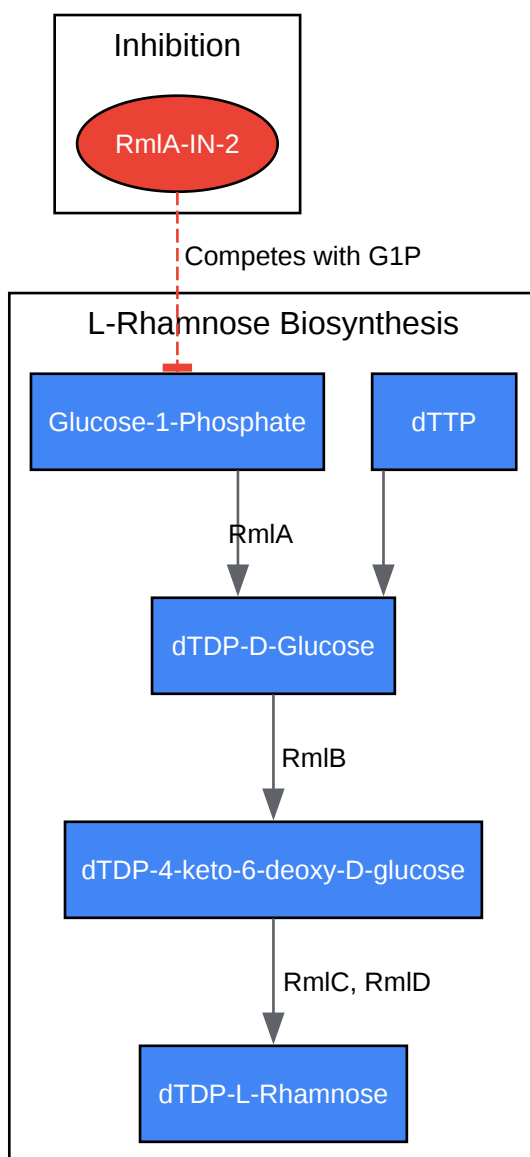 Inhibition
RmlA-IN-2
Competes with G1P
L-Rhamnose Biosynthesis
Glucose-1-Phosphate
dTTP
RmlA
dTDP-D-Glucose
RmlB
dTDP-4-keto-6-deoxy-D-glucose
RmlC, RmlD
dTDP-L-Rhamnose